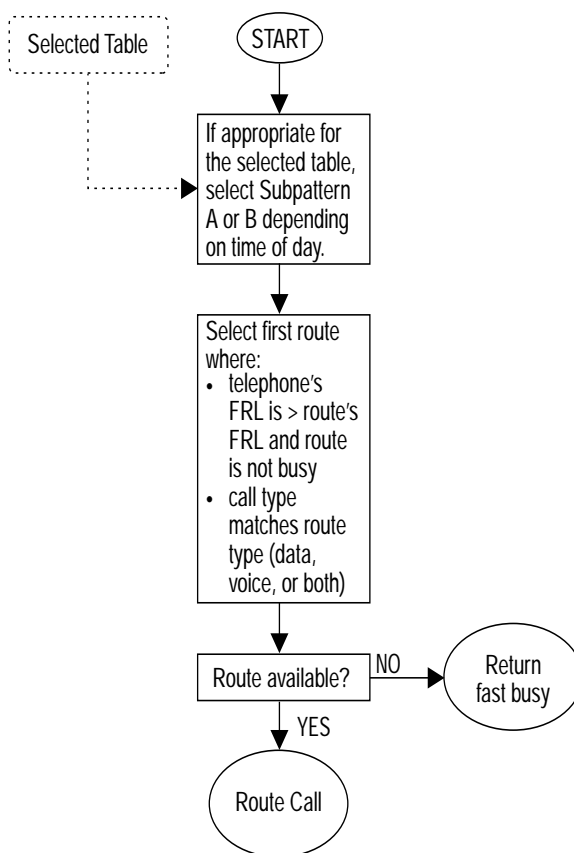 Selected Table
START
If appropriate for
the selected table,
select Subpattern
A or B depending
on time of day.
Select first route
where:
• telephone's
FRL is > route's
FRL and route
is not busy
• call type
matches route
type (data,
voice, or both)
Route available?
NO
Return
fast busy
YES
Route Call